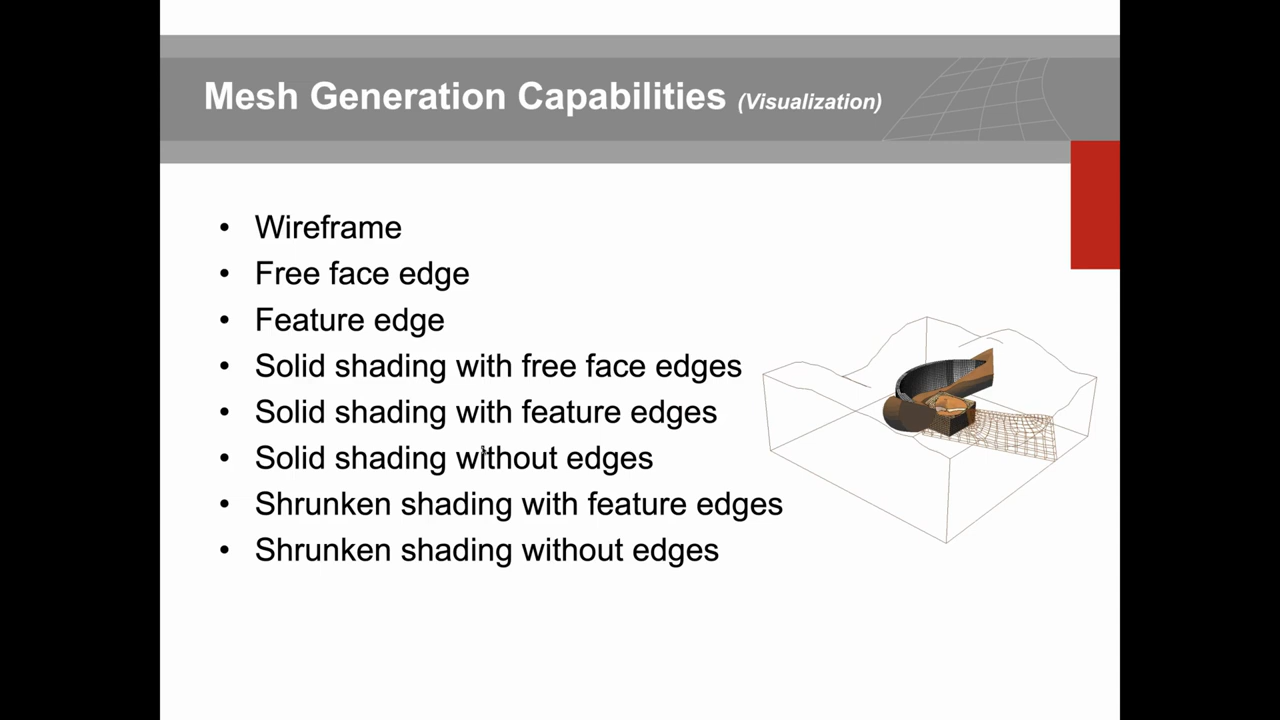 Mesh Generation Capabilities (Visualization)
• Wireframe
• Free face edge
• Feature edge
• Solid shading with free face edges
• Solid shading with feature edges
• Solid shading without edges
• Shrunken shading with feature edges
• Shrunken shading without edges